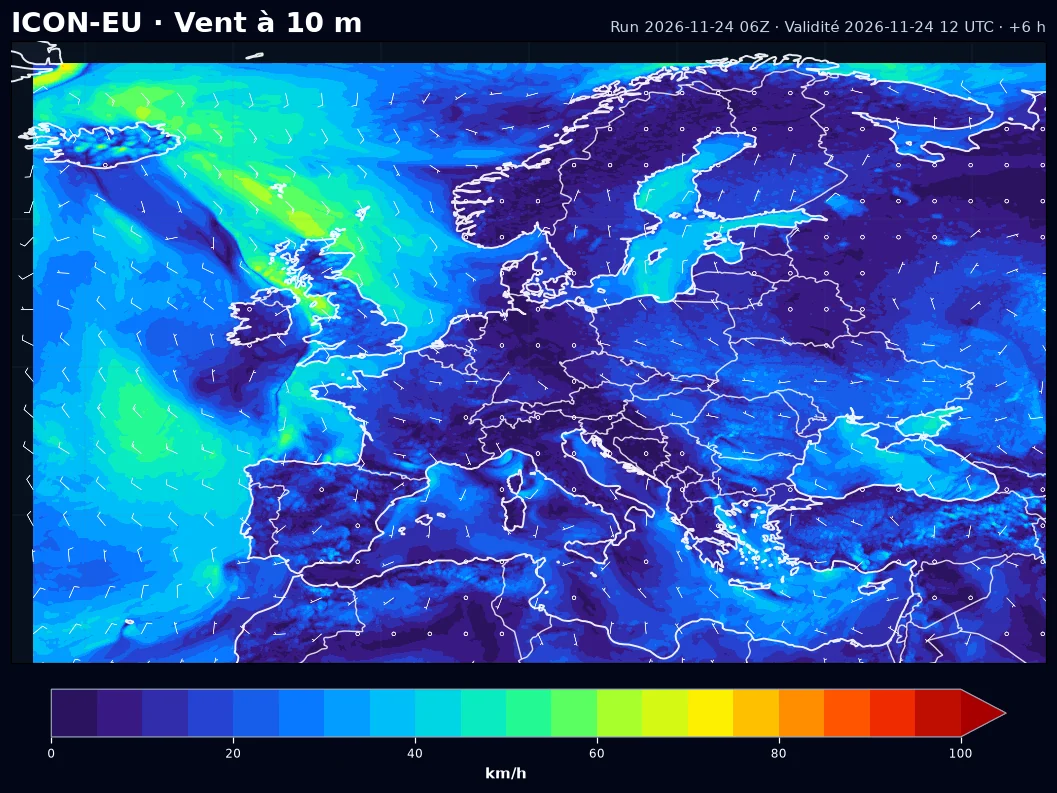 ICON-EU · Vent à 10 m
Run 2026-11-24 06Z · Validité 2026-11-24 12 UTC · +6 h
0 20 40 60 80 100
km/h